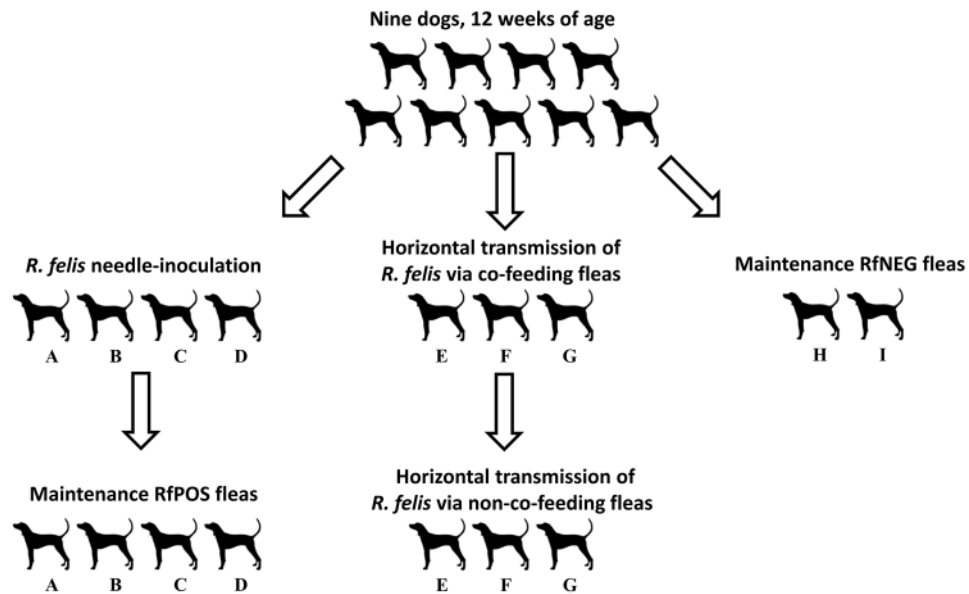 Nine dogs, 12 weeks of age
R. felis needle-inoculation
A B C D
Horizontal transmission of
R. felis via co-feeding fleas
E F G
Maintenance RfNEG fleas
H I
Maintenance RfPOS fleas
A B C D
Horizontal transmission of
R. felis via non-co-feeding fleas
E F G